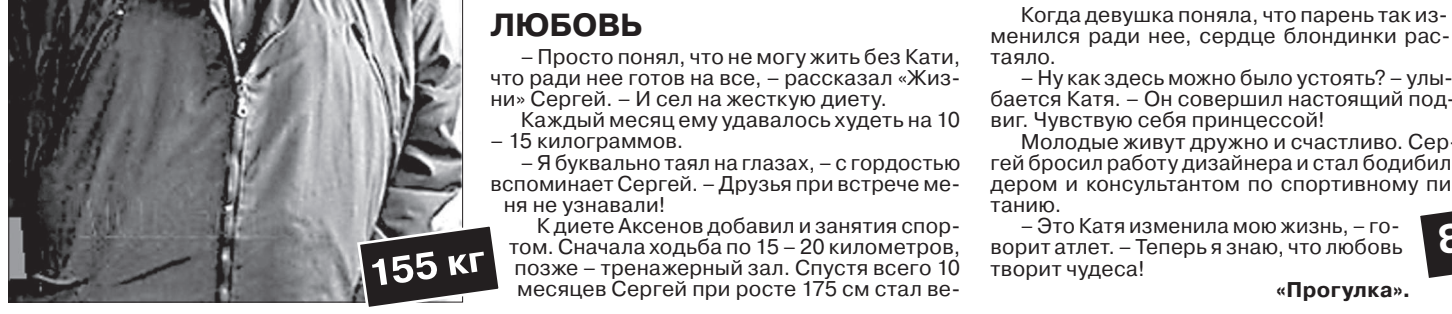 155 кг
ЛЮБОВЬ
– Просто понял, что не могу жить без Кати,
что ради нее готов на все, – рассказал «Жиз-
ни» Сергей. – И сел на жесткую диету.
Каждый месяц ему удавалось худеть на 10
– 15 килограммов.
– Я буквально таял на глазах, – с гордостью
вспоминает Сергей. – Друзья при встрече ме-
ня не узнавали!
К диете Аксенов добавил и занятия спор-
том. Сначала ходьба по 15 – 20 километров,
позже – тренажерный зал. Спустя всего 10
месяцев Сергей при росте 175 см стал ве-
Когда девушка поняла, что парень так из-
менился ради нее, сердце блондинки рас-
таяло.
– Ну как здесь можно было устоять? – улы-
бается Катя. – Он совершил настоящий под-
виг. Чувствую себя принцессой!
Молодые живут дружно и счастливо. Сер-
гей бросил работу дизайнера и стал бодибил
дером и консультантом по спортивному пи
танию.
– Это Катя изменила мою жизнь, – го-
ворит атлет. – Теперь я знаю, что любовь
творит чудеса!
«Прогулка».